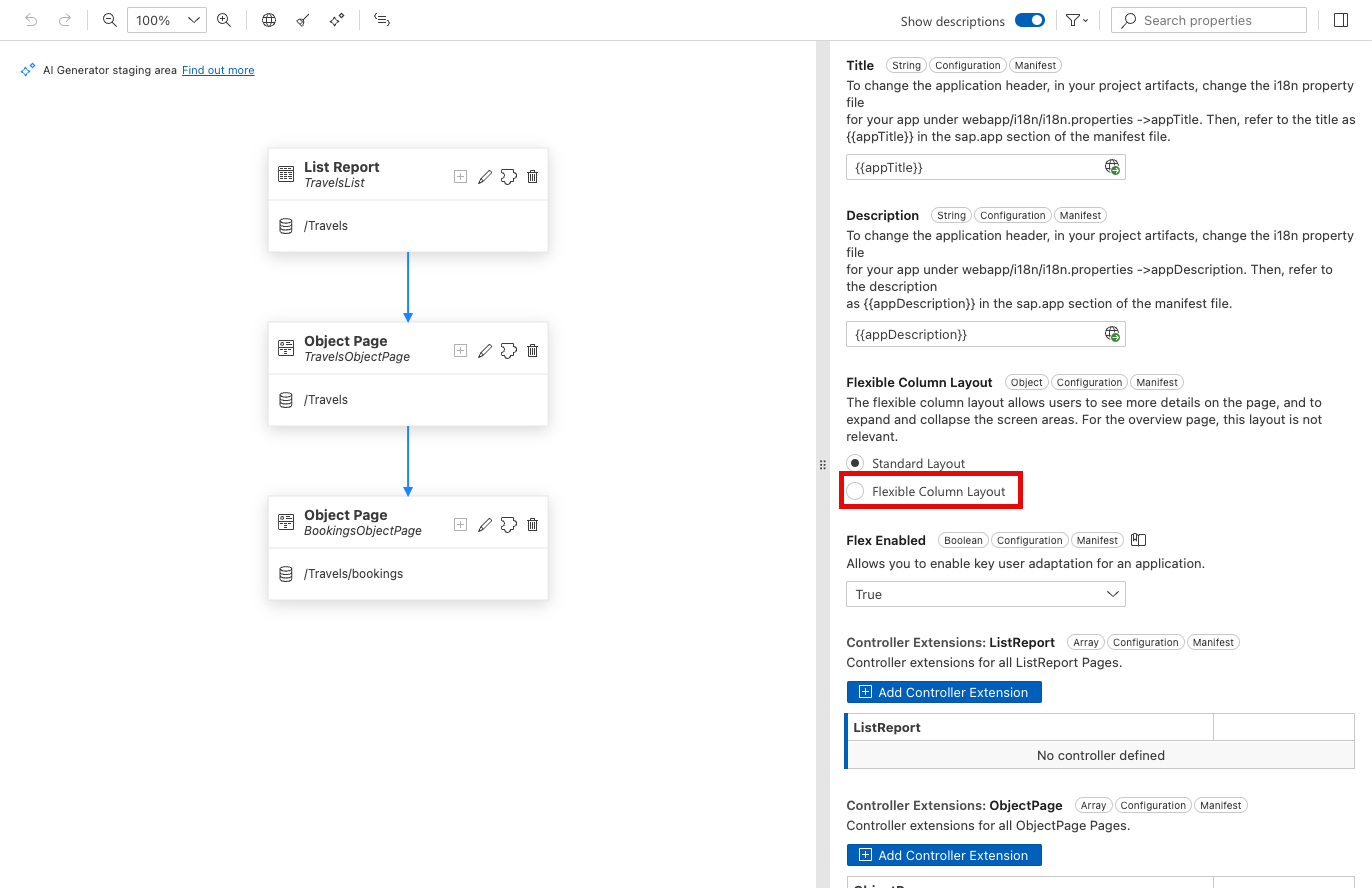 100%
Show descriptions
Search properties
AI Generator staging area Find out more
List Report
TravelsList
/Travels
Object Page
TravelsObjectPage
/Travels
Object Page
BookingsObjectPage
/Travels/bookings
Title String Configuration Manifest
To change the application header, in your project artifacts, change the i18n property
file
for your app under webapp/i18n/i18n.properties ->appTitle. Then, refer to the title as
{{appTitle}} in the sap.app section of the manifest file.
{{appTitle}}
Description String Configuration Manifest
To change the application header, in your project artifacts, change the i18n property
file
for your app under webapp/i18n/i18n.properties ->appDescription. Then, refer to
the description
as {{appDescription}} in the sap.app section of the manifest file.
{{appDescription}}
Flexible Column Layout Object Configuration Manifest
The flexible column layout allows users to see more details on the page, and to
expand and collapse the screen areas. For the overview page, this layout is not
relevant.
Standard Layout
Flexible Column Layout
Flex Enabled Boolean Configuration Manifest
Allows you to enable key user adaptation for an application.
True
Controller Extensions: ListReport Array Configuration Manifest
Controller extensions for all ListReport Pages.
Add Controller Extension
ListReport
No controller defined
Controller Extensions: ObjectPage Array Configuration Manifest
Controller extensions for all ObjectPage Pages.
Add Controller Extension